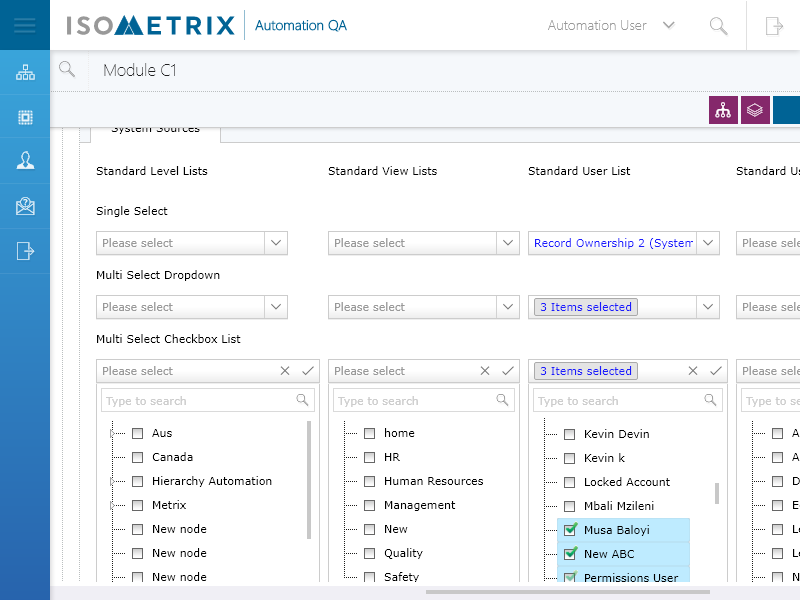 ISOMETRIX Automation QA Automation User
Module C1
System Sources
Standard Level Lists Standard View Lists Standard User List Standard Us
Single Select
Please select Please select Record Ownership 2 (System Please sele
Multi Select Dropdown
Please select Please select 3 Items selected Please sele
Multi Select Checkbox List
Please select Please select 3 Items selected Please sele
Type to search Type to search Type to search Type to se
Aus home Kevin Devin A
Canada HR Kevin k A
Hierarchy Automation Human Resources Locked Account D
Metrix Management Mbali Mzileni E
New node New Musa Baloyi L
New node Quality New ABC L
New node Safety Permissions User N